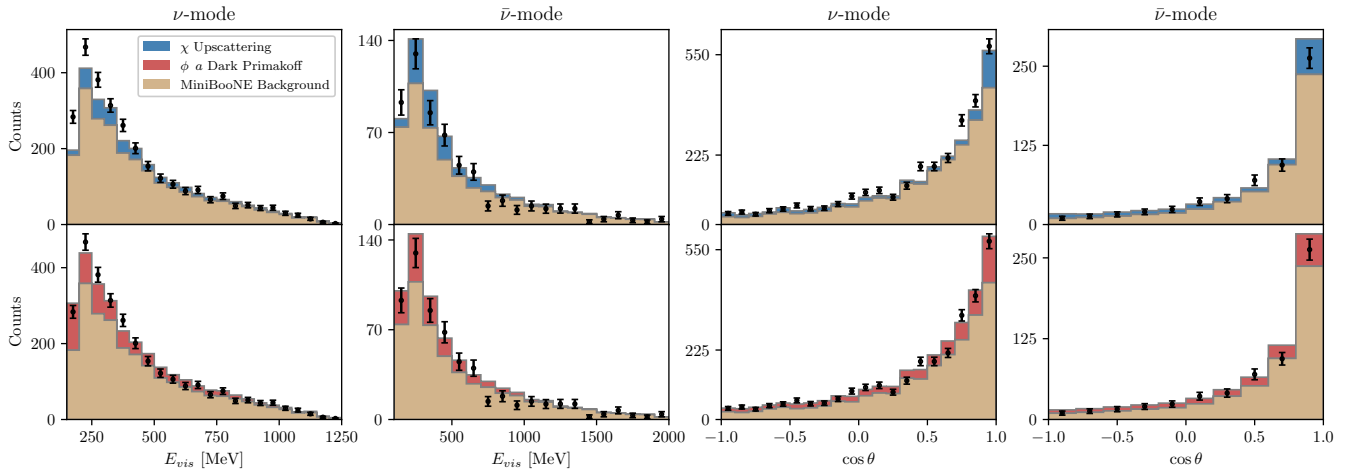 ν-mode
ν̄-mode
ν-mode
ν̄-mode
χ Upscattering
ϕ a Dark Primakoff
MiniBooNE Background
Counts
400
200
0
140
70
0
550
225
0
250
125
0
Counts
400
200
0
140
70
0
550
225
0
250
125
0
250 500 750 1000 1250
500 1000 1500 2000
−1.0 −0.5 0.0 0.5 1.0
−1.0 −0.5 0.0 0.5 1.0
E_vis [MeV]
E_vis [MeV]
cos θ
cos θ